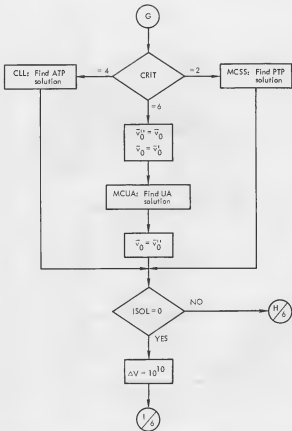 G
CLL: Find ATP
solution
= 4
CRIT
= 2
MCSS: Find PTP
solution
= 6
v̄₀'' = v̄₀
v̄₀ = v̄₀'
MCUA: Find UA
solution
v̄₀ = v̄₀''
ISOL = 0
NO
H/6
YES
ΔV = 10¹⁰
I/6